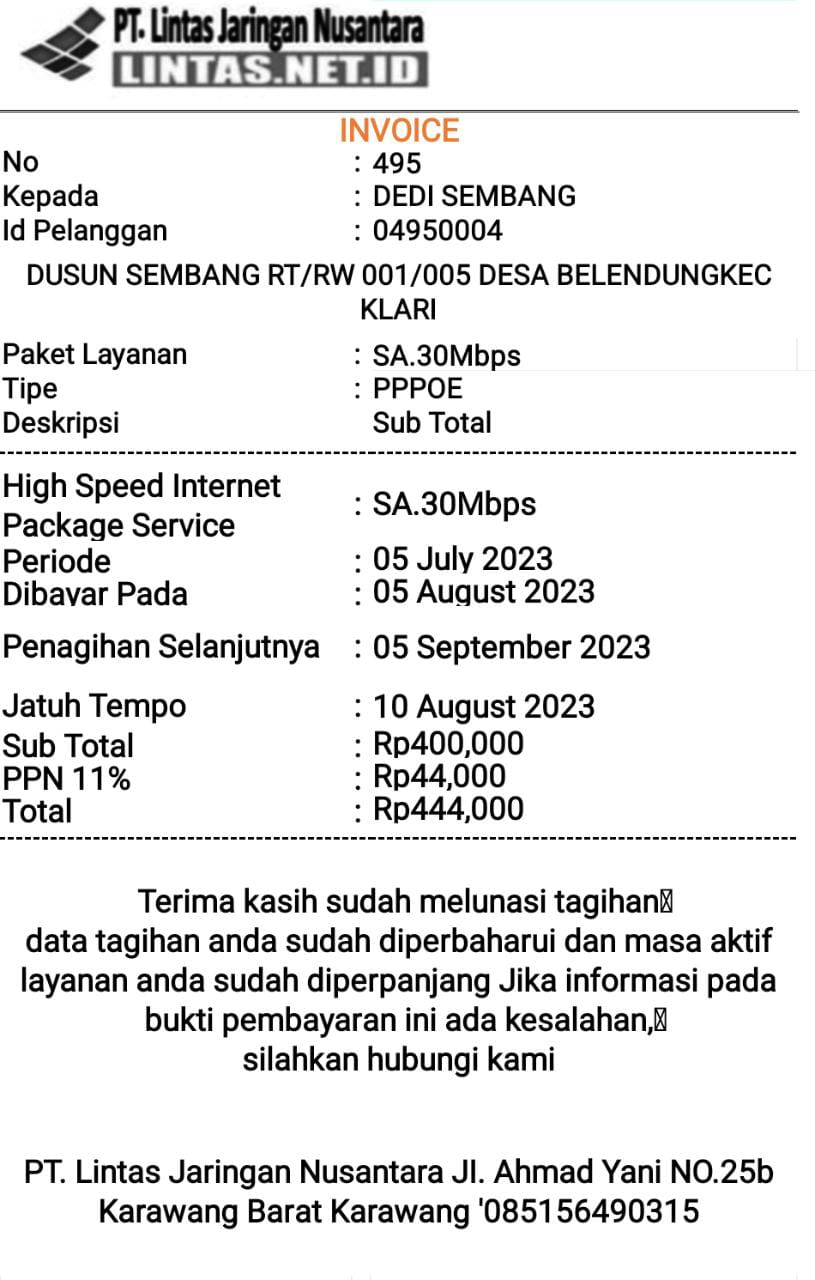 PT. Lintas Jaringan Nusantara
LINTAS.NET.ID
INVOICE
No : 495
Kepada : DEDI SEMBANG
Id Pelanggan : 04950004
DUSUN SEMBANG RT/RW 001/005 DESA BELENDUNGKEC
KLARI
Paket Layanan : SA.30Mbps
Tipe : PPPOE
Deskripsi Sub Total
High Speed Internet
Package Service : SA.30Mbps
Periode : 05 July 2023
Dibayar Pada : 05 August 2023
Penagihan Selanjutnya : 05 September 2023
Jatuh Tempo : 10 August 2023
Sub Total : Rp400,000
PPN 11% : Rp44,000
Total : Rp444,000
Terima kasih sudah melunasi tagihan
data tagihan anda sudah diperbaharui dan masa aktif
layanan anda sudah diperpanjang Jika informasi pada
bukti pembayaran ini ada kesalahan,
silahkan hubungi kami
PT. Lintas Jaringan Nusantara Jl. Ahmad Yani NO.25b
Karawang Barat Karawang '085156490315